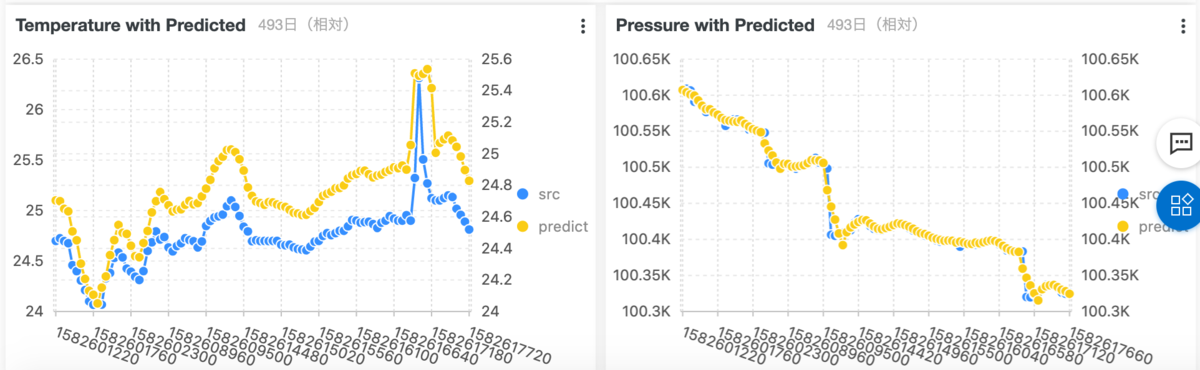 Temperature with Predicted 493日（相対）
Pressure with Predicted 493日（相対）
26.5
26
25.5
25
24.5
24
25.6
25.4
25.2
25
24.8
24.6
24.4
24.2
24
src
predict
1582601220
1582601760
1582602300
1582608960
1582609500
1582614480
1582615020
1582615560
1582616100
1582616640
1582617180
1582617720
100.65K
100.6K
100.55K
100.5K
100.45K
100.4K
100.35K
100.3K
100.65K
100.6K
100.55K
100.5K
100.45K
100.4K
100.35K
100.3K
src
predict
1582601220
1582601760
1582602300
1582608960
1582609500
1582614420
1582614960
1582615500
1582616040
1582616580
1582617120
1582617660